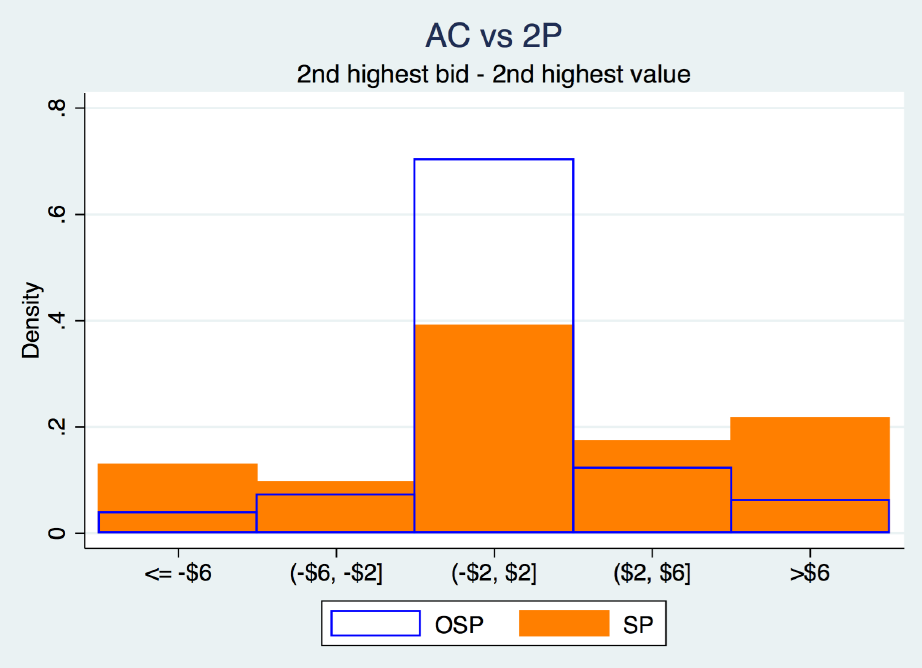 AC vs 2P
2nd highest bid - 2nd highest value
Density
.8
.6
.4
.2
0
<= -$6 (-$6, -$2] (-$2, $2] ($2, $6] >$6
OSP SP